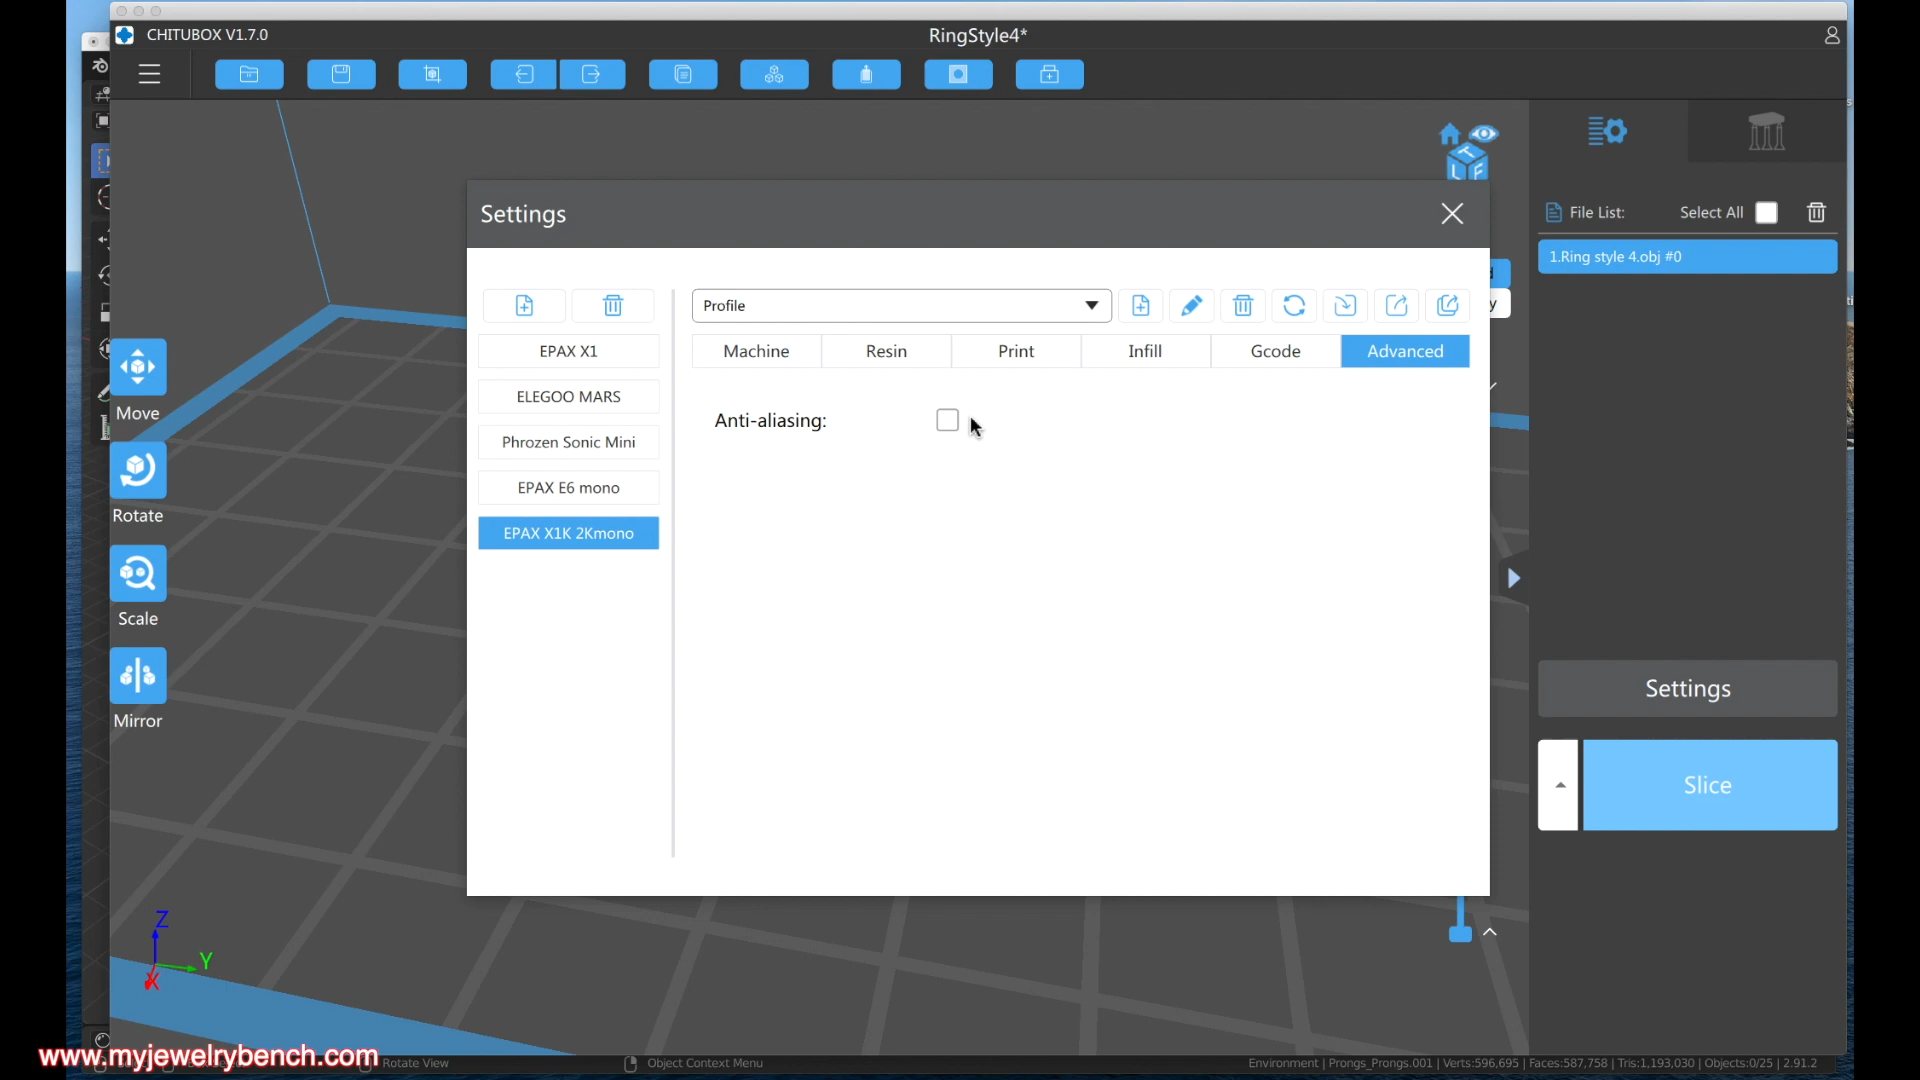 CHITUBOX V1.7.0
RingStyle4*
Settings
File List:
Select All
1.Ring style 4.obj #0
Profile
EPAX X1
Machine
Resin
Print
Infill
Gcode
Advanced
ELEGOO MARS
Anti-aliasing:
Move
Phrozen Sonic Mini
EPAX E6 mono
Rotate
EPAX X1K 2Kmono
Scale
Settings
Mirror
Slice
Z
Y
X
www.myjewelrybench.com
Rotate View
Object Context Menu
Environment | Prongs_Prongs.001 | Verts:596,695 | Faces:587,758 | Tris:1,193,030 | Objects:0/25 | 2.91.2